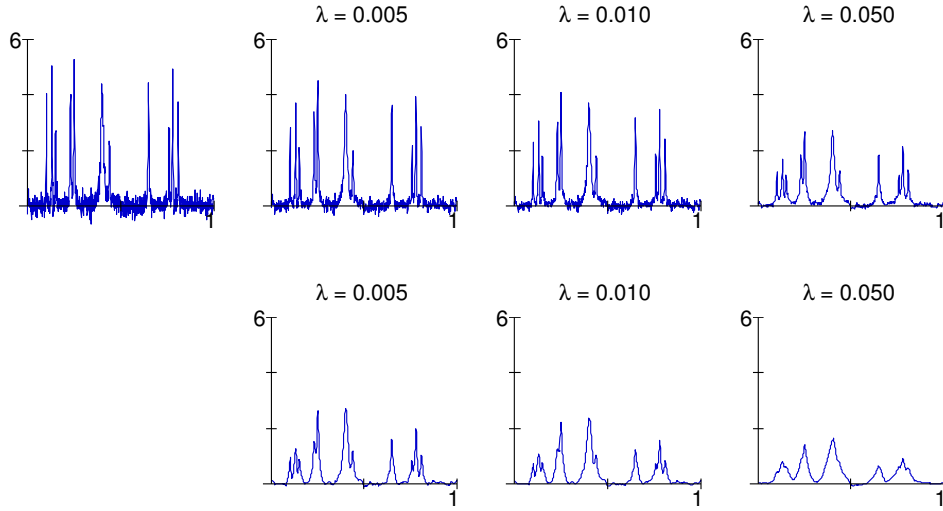 λ = 0.005 λ = 0.010 λ = 0.050
6 6 6 6
1 1 1 1
λ = 0.005 λ = 0.010 λ = 0.050
6 6 6
1 1 1